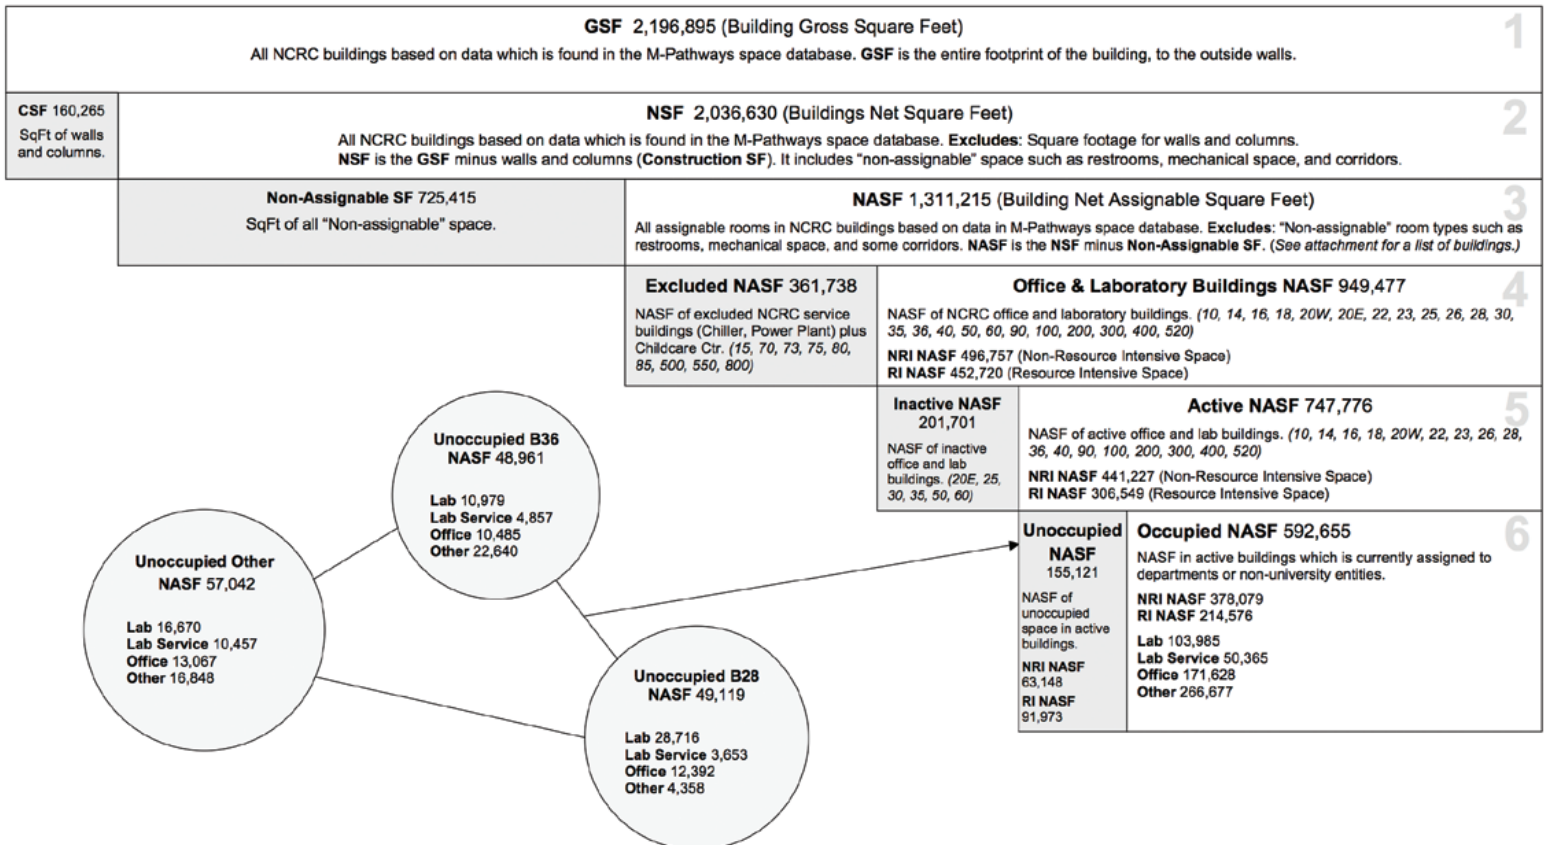 GSF 2,196,895 (Building Gross Square Feet)
1
All NCRC buildings based on data which is found in the M-Pathways space database. GSF is the entire footprint of the building, to the outside walls.
CSF 160,265
SqFt of walls
and columns.
NSF 2,036,630 (Buildings Net Square Feet)
2
All NCRC buildings based on data which is found in the M-Pathways space database. Excludes: Square footage for walls and columns.
NSF is the GSF minus walls and columns (Construction SF). It includes "non-assignable" space such as restrooms, mechanical space, and corridors.
Non-Assignable SF 725,415
SqFt of all "Non-assignable" space.
NASF 1,311,215 (Building Net Assignable Square Feet)
3
All assignable rooms in NCRC buildings based on data in M-Pathways space database. Excludes: "Non-assignable" room types such as
restrooms, mechanical space, and some corridors. NASF is the NSF minus Non-Assignable SF. (See attachment for a list of buildings.)
Excluded NASF 361,738
NASF of excluded NCRC service
buildings (Chiller, Power Plant) plus
Childcare Ctr. (15, 70, 73, 75, 80,
85, 500, 550, 800)
Office & Laboratory Buildings NASF 949,477
4
NASF of NCRC office and laboratory buildings. (10, 14, 16, 18, 20W, 20E, 22, 23, 25, 26, 28, 30,
35, 36, 40, 50, 60, 90, 100, 200, 300, 400, 520)
NRI NASF 496,757 (Non-Resource Intensive Space)
RI NASF 452,720 (Resource Intensive Space)
Inactive NASF
201,701
NASF of inactive
office and lab
buildings. (20E, 25,
30, 35, 50, 60)
Active NASF 747,776
5
NASF of active office and lab buildings. (10, 14, 16, 18, 20W, 22, 23, 26, 28,
36, 40, 90, 100, 200, 300, 400, 520)
NRI NASF 441,227 (Non-Resource Intensive Space)
RI NASF 306,549 (Resource Intensive Space)
Unoccupied
NASF
155,121
NASF of
unoccupied
space in active
buildings.
NRI NASF
63,148
RI NASF
91,973
Occupied NASF 592,655
6
NASF in active buildings which is currently assigned to
departments or non-university entities.
NRI NASF 378,079
RI NASF 214,576
Lab 103,985
Lab Service 50,365
Office 171,628
Other 266,677
Unoccupied B36
NASF 48,961
Lab 10,979
Lab Service 4,857
Office 10,485
Other 22,640
Unoccupied Other
NASF 57,042
Lab 16,670
Lab Service 10,457
Office 13,067
Other 16,848
Unoccupied B28
NASF 49,119
Lab 28,716
Lab Service 3,653
Office 12,392
Other 4,358